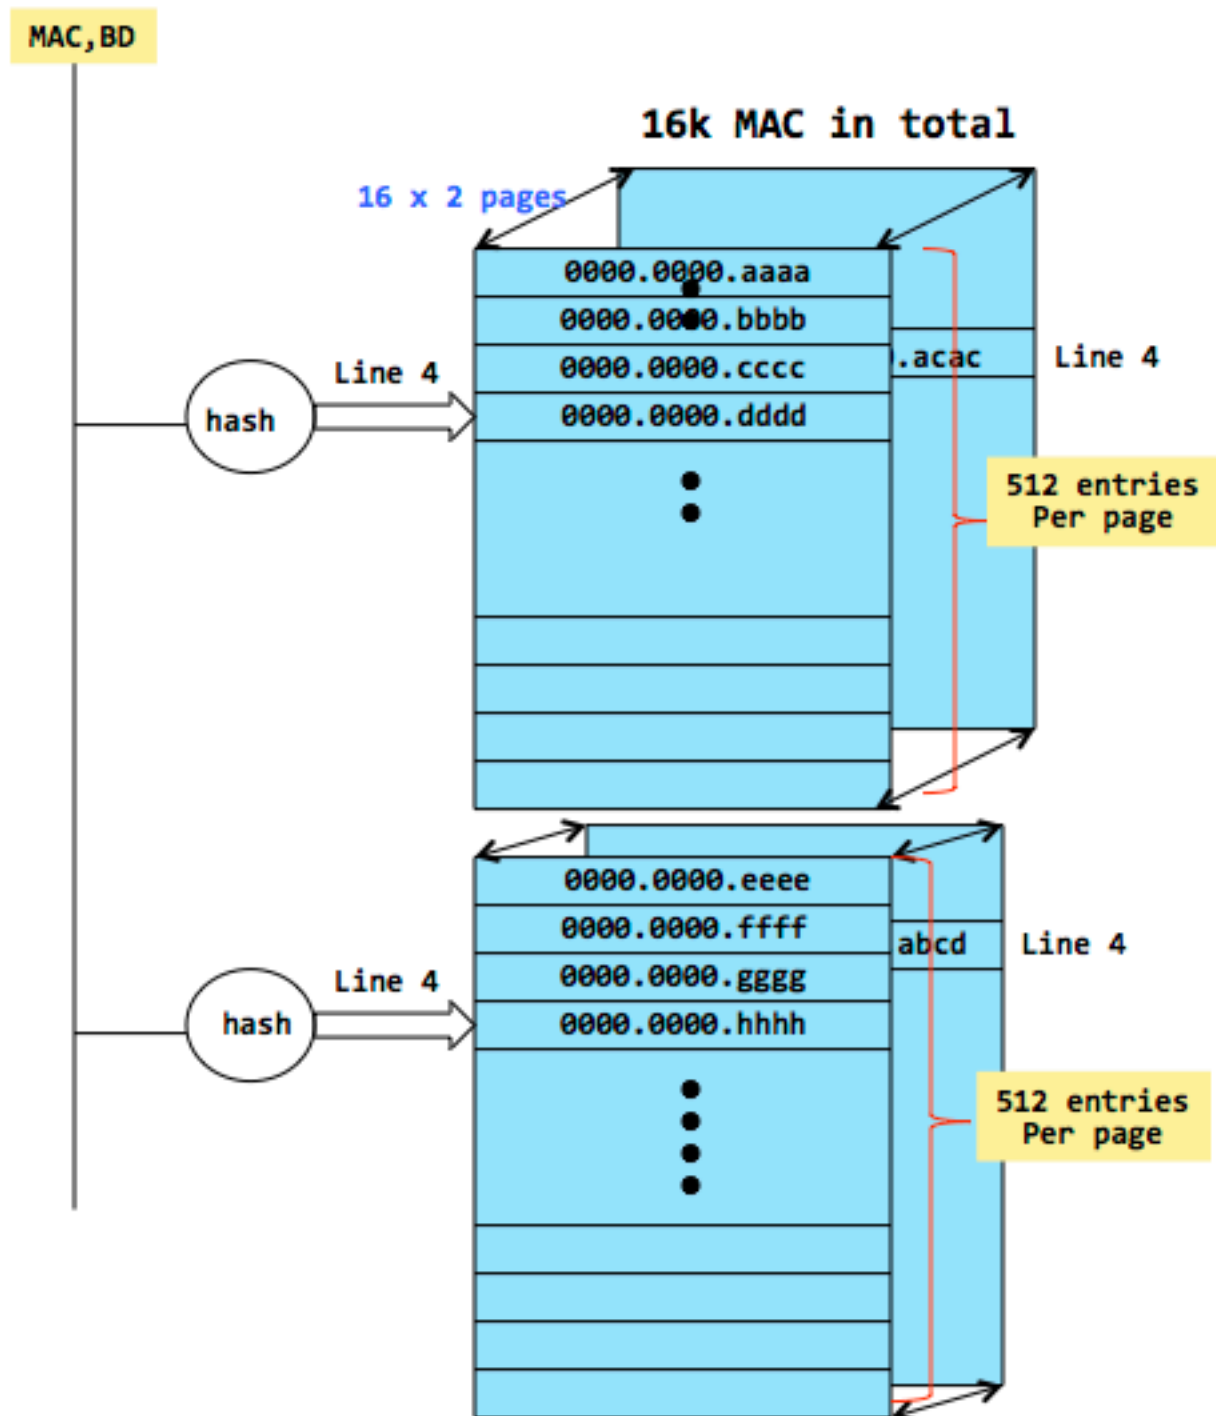 MAC,BD
16k MAC in total
16 x 2 pages
0000.0000.aaaa
0000.0000.bbbb
Line 4
0000.0000.cccc
.acac
Line 4
hash
0000.0000.dddd
512 entries
Per page
0000.0000.eeee
0000.0000.ffff
abcd
Line 4
Line 4
0000.0000.gggg
hash
0000.0000.hhhh
512 entries
Per page